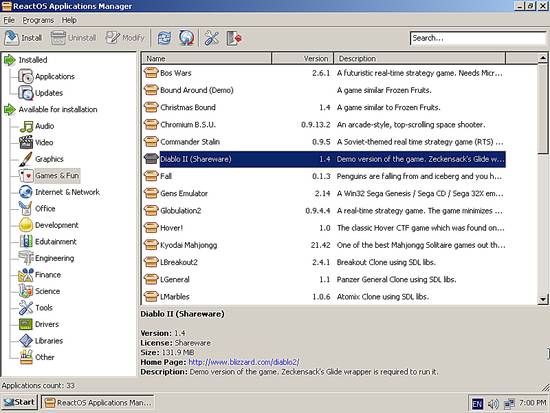 ReactOS Applications Manager
File Programs Help
Install Uninstall Modify Search...
Installed
Applications
Updates
Available for installation
Audio
Video
Graphics
Games & Fun
Internet & Network
Office
Development
Edutainment
Engineering
Finance
Science
Tools
Drivers
Libraries
Other
Name Version Description
Bos Wars 2.6.1 A futuristic real-time strategy game. Needs Micr...
Bound Around (Demo) A game similar to Frozen Fruits.
Christmas Bound 1.4 A game similar Frozen Fruits.
Chromium B.S.U. 0.9.13.2 An arcade-style, top-scrolling space shooter.
Commander Stalin 0.9.5 A Soviet-themed real time strategy game (RTS) ...
Diablo II (Shareware) 1.4 Demo version of the game. Zeckensack's Glide w...
Fall 0.1.3 Penguins are falling from and iceberg and you h...
Gens Emulator 2.14 A Win32 Sega Genesis / Sega CD / Sega 32X em...
Globulation2 0.9.4.4 A real-time strategy game. The game minimizes ...
Hover! 1.0 The classic Hover CTF game which was found on...
Kyodai Mahjongg 21.42 One of the best Mahjongg Solitaire games out th...
LBreakout2 2.4.1 Breakout Clone using SDL libs.
LGeneral 1.1 Panzer General Clone using SDL libs.
LMarbles 1.0.6 Atomix Clone using SDL libs.
Diablo II (Shareware)
Version: 1.4
License: Shareware
Size: 131.9 MiB
Home Page: http://www.blizzard.com/diablo2/
Description: Demo version of the game. Zeckensack's Glide wrapper is required to run it.
Applications count: 33
Start ReactOS Applications Man... EN 7:00 PM